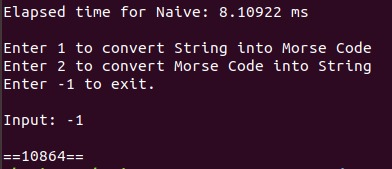 Elapsed time for Naive: 8.10922 ms
Enter 1 to convert String into Morse Code
Enter 2 to convert Morse Code into String
Enter -1 to exit.
Input: -1
==10864==